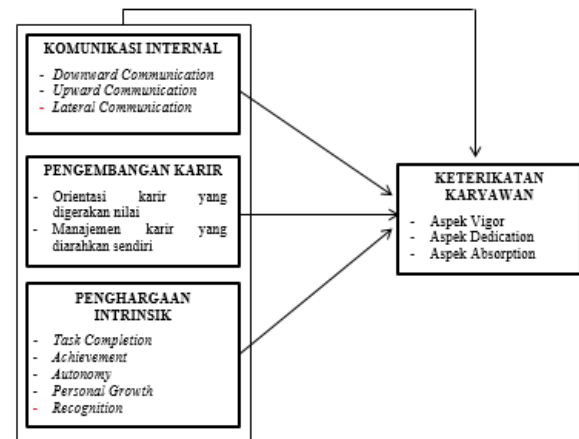 KOMUNIKASI INTERNAL
- Downward Communication
- Upward Communication
- Lateral Communication
PENGEMBANGAN KARIR
- Orientasi karir yang
digerakan nilai
- Manajemen karir yang
diarahkan sendiri
PENGHARGAAN
INTRINSIK
- Task Completion
- Achievement
- Autonomy
- Personal Growth
- Recognition
KETERIKATAN
KARYAWAN
- Aspek Vigor
- Aspek Dedication
- Aspek Absorption